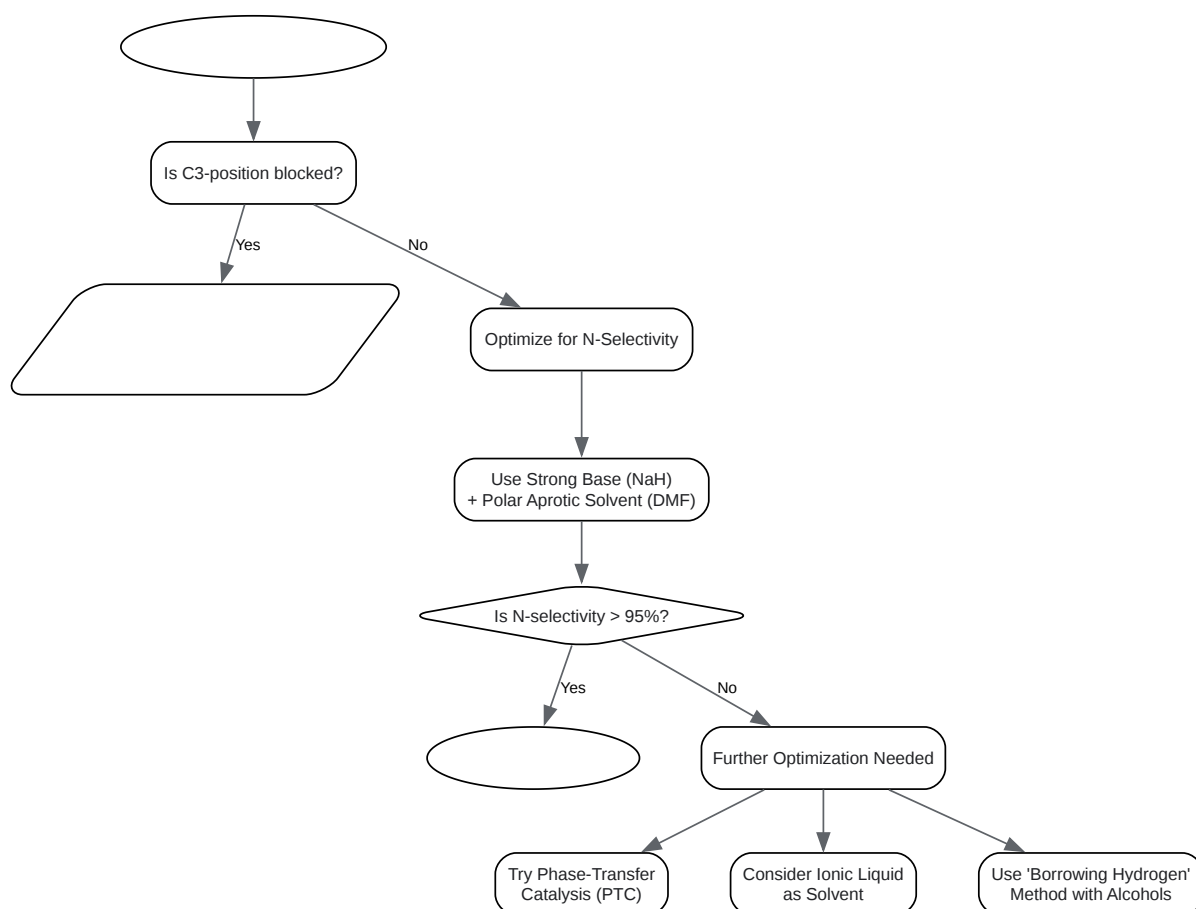 Is C3-position blocked?
Yes
No
Optimize for N-Selectivity
Use Strong Base (NaH)
+ Polar Aprotic Solvent (DMF)
Is N-selectivity > 95%?
Yes
No
Further Optimization Needed
Try Phase-Transfer
Catalysis (PTC)
Consider Ionic Liquid
as Solvent
Use 'Borrowing Hydrogen'
Method with Alcohols